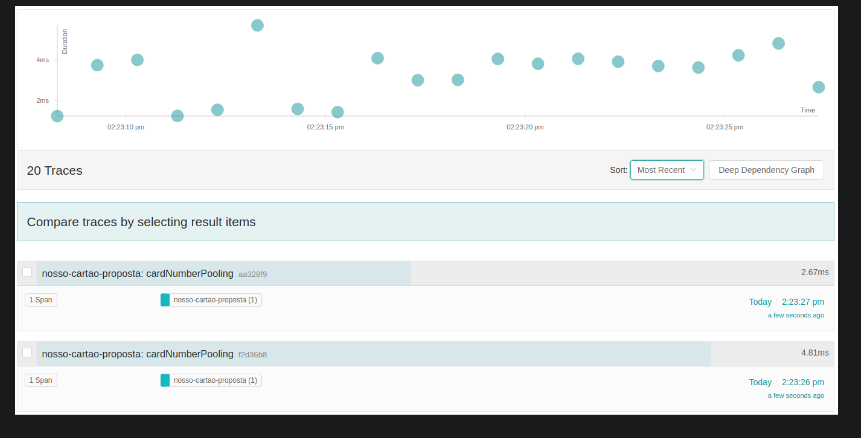 Duration
4ms
2ms
Time
02:23:10 pm
02:23:15 pm
02:23:20 pm
02:23:25 pm
20 Traces
Sort: Most Recent
Deep Dependency Graph
Compare traces by selecting result items
nosso-cartao-proposta: cardNumberPooling aa328f9
2.67ms
1 Span
nosso-cartao-proposta (1)
Today 2:23:27 pm
a few seconds ago
nosso-cartao-proposta: cardNumberPooling f2d36b8
4.81ms
1 Span
nosso-cartao-proposta (1)
Today 2:23:26 pm
a few seconds ago